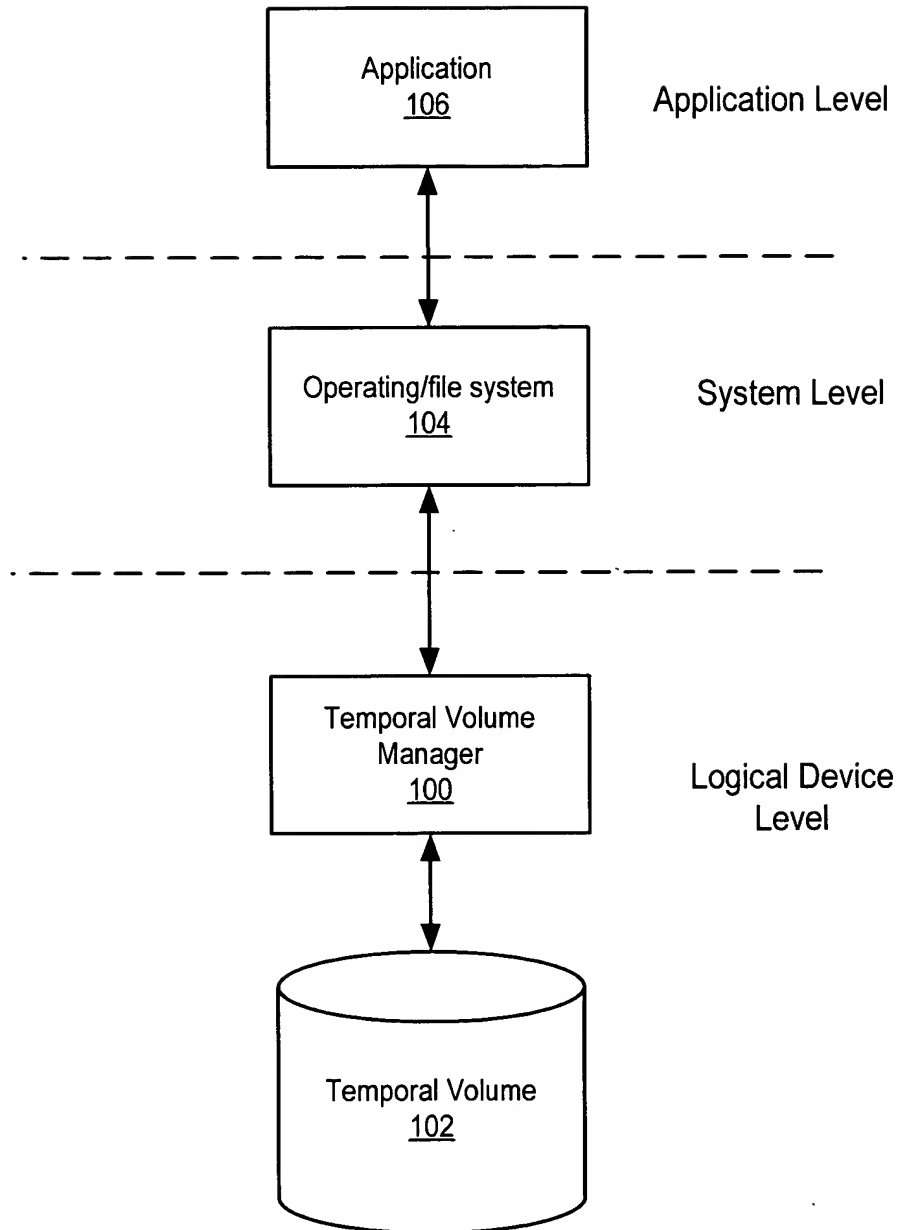 Application
106
Application Level
Operating/file system
104
System Level
Temporal Volume
Manager
100
Logical Device
Level
Temporal Volume
102